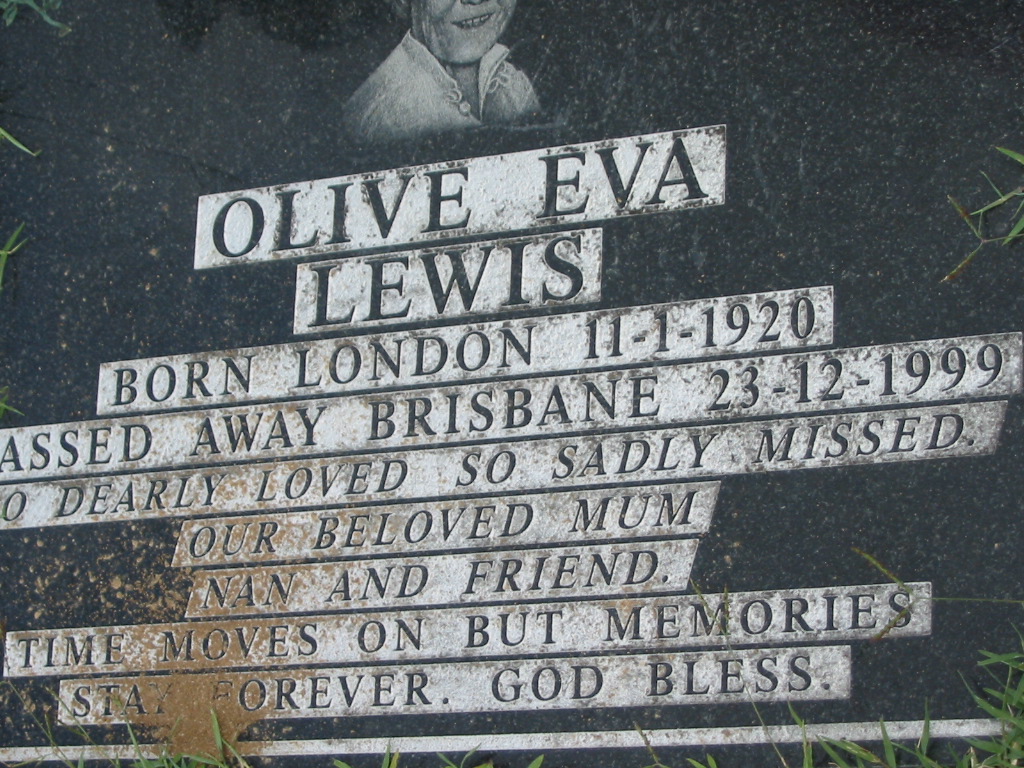 OLIVE EVA
LEWIS
BORN LONDON 11-1-1920
ASSED AWAY BRISBANE 23-12-1999
O DEARLY LOVED SO SADLY MISSED.
OUR BELOVED MUM
NAN AND FRIEND.
TIME MOVES ON BUT MEMORIES
STAY FOREVER. GOD BLESS.